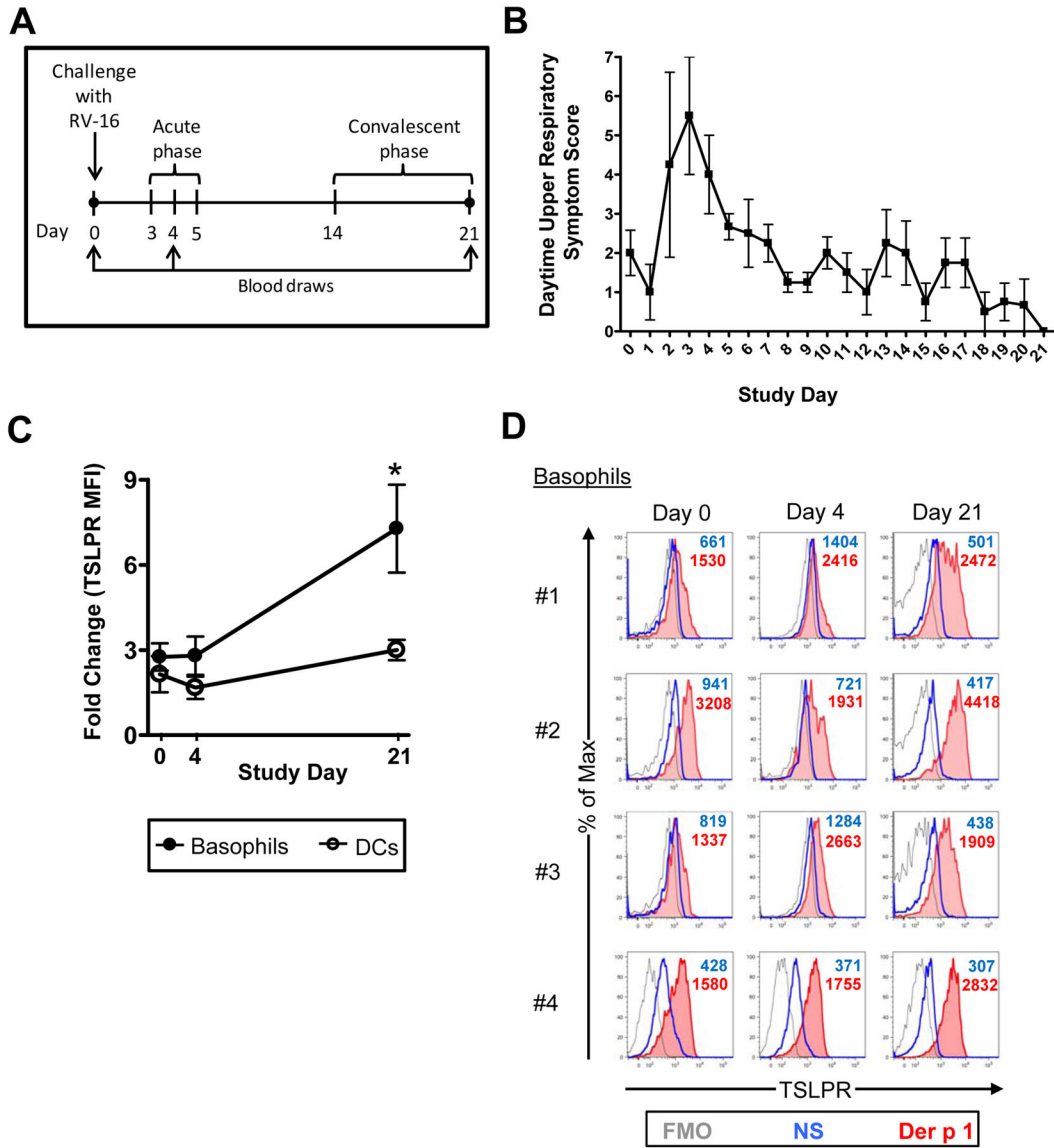 A
Challenge
with
RV-16
Acute
phase
Convalescent
phase
Day 0 3 4 5 14 21
Blood draws
B
Daytime Upper Respiratory
Symptom Score
7
6
5
4
3
2
1
0
0 1 2 3 4 5 6 7 8 9 10 11 12 13 14 15 16 17 18 19 20 21
Study Day
C
Fold Change (TSLPR MFI)
9
6
3
0
*
0 4 21
Study Day
Basophils DCs
D
Basophils
Day 0 Day 4 Day 21
% of Max
#1
661 1404 501
1530 2416 2472
#2
941 721 417
3208 1931 4418
#3
819 1284 438
1337 2663 1909
#4
428 371 307
1580 1755 2832
TSLPR
FMO NS Der p 1